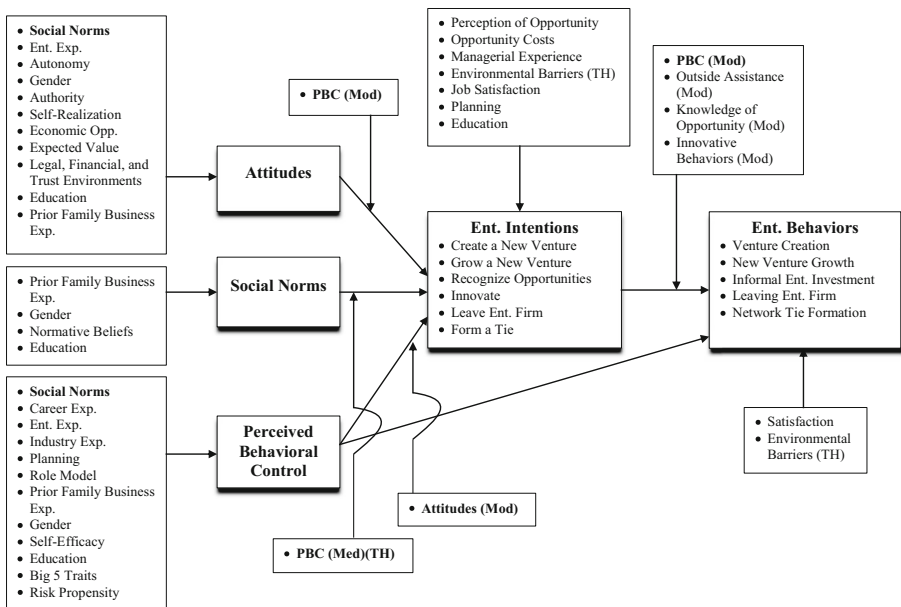 • Social Norms
• Ent. Exp.
• Autonomy
• Gender
• Authority
• Self-Realization
• Economic Opp.
• Expected Value
• Legal, Financial, and
Trust Environments
• Education
• Prior Family Business
Exp.
• Prior Family Business
Exp.
• Gender
• Normative Beliefs
• Education
• Social Norms
• Career Exp.
• Ent. Exp.
• Industry Exp.
• Planning
• Role Model
• Prior Family Business
Exp.
• Gender
• Self-Efficacy
• Education
• Big 5 Traits
• Risk Propensity
Attitudes
Social Norms
Perceived
Behavioral
Control
• PBC (Mod)
• PBC (Med)(TH)
• Attitudes (Mod)
• Perception of Opportunity
• Opportunity Costs
• Managerial Experience
• Environmental Barriers (TH)
• Job Satisfaction
• Planning
• Education
Ent. Intentions
• Create a New Venture
• Grow a New Venture
• Recognize Opportunities
• Innovate
• Leave Ent. Firm
• Form a Tie
• PBC (Mod)
• Outside Assistance
(Mod)
• Knowledge of
Opportunity (Mod)
• Innovative
Behaviors (Mod)
Ent. Behaviors
• Venture Creation
• New Venture Growth
• Informal Ent. Investment
• Leaving Ent. Firm
• Network Tie Formation
• Satisfaction
• Environmental
Barriers (TH)